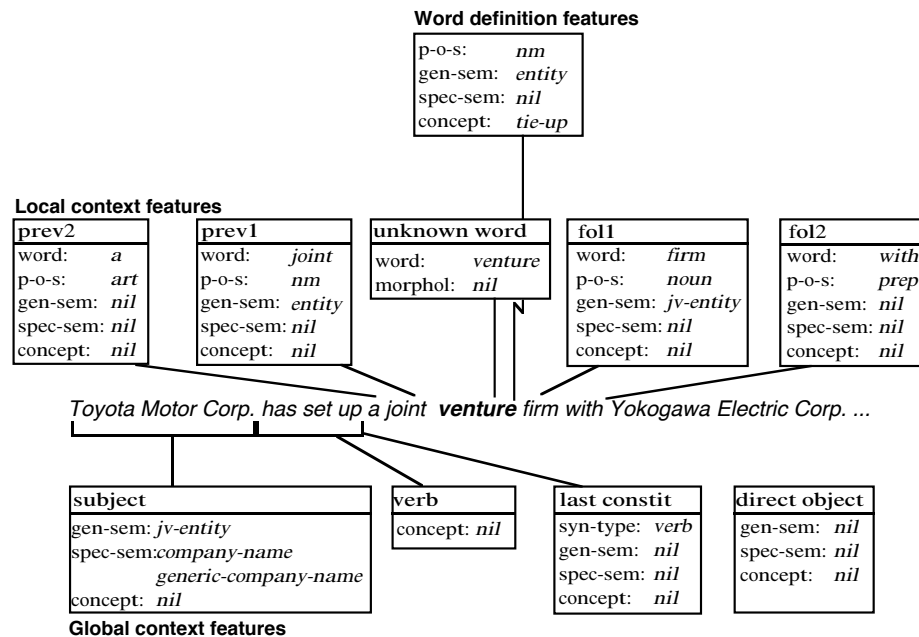 Word definition features
p-o-s: nm
gen-sem: entity
spec-sem: nil
concept: tie-up
Local context features
prev2
word: a
p-o-s: art
gen-sem: nil
spec-sem: nil
concept: nil
prev1
word: joint
p-o-s: nm
gen-sem: entity
spec-sem: nil
concept: nil
unknown word
word: venture
morphol: nil
fol1
word: firm
p-o-s: noun
gen-sem: jv-entity
spec-sem: nil
concept: nil
fol2
word: with
p-o-s: prep
gen-sem: nil
spec-sem: nil
concept: nil
Toyota Motor Corp. has set up a joint venture firm with Yokogawa Electric Corp. ...
subject
gen-sem: jv-entity
spec-sem:company-name
generic-company-name
concept: nil
verb
concept: nil
last constit
syn-type: verb
gen-sem: nil
spec-sem: nil
concept: nil
direct object
gen-sem: nil
spec-sem: nil
concept: nil
Global context features